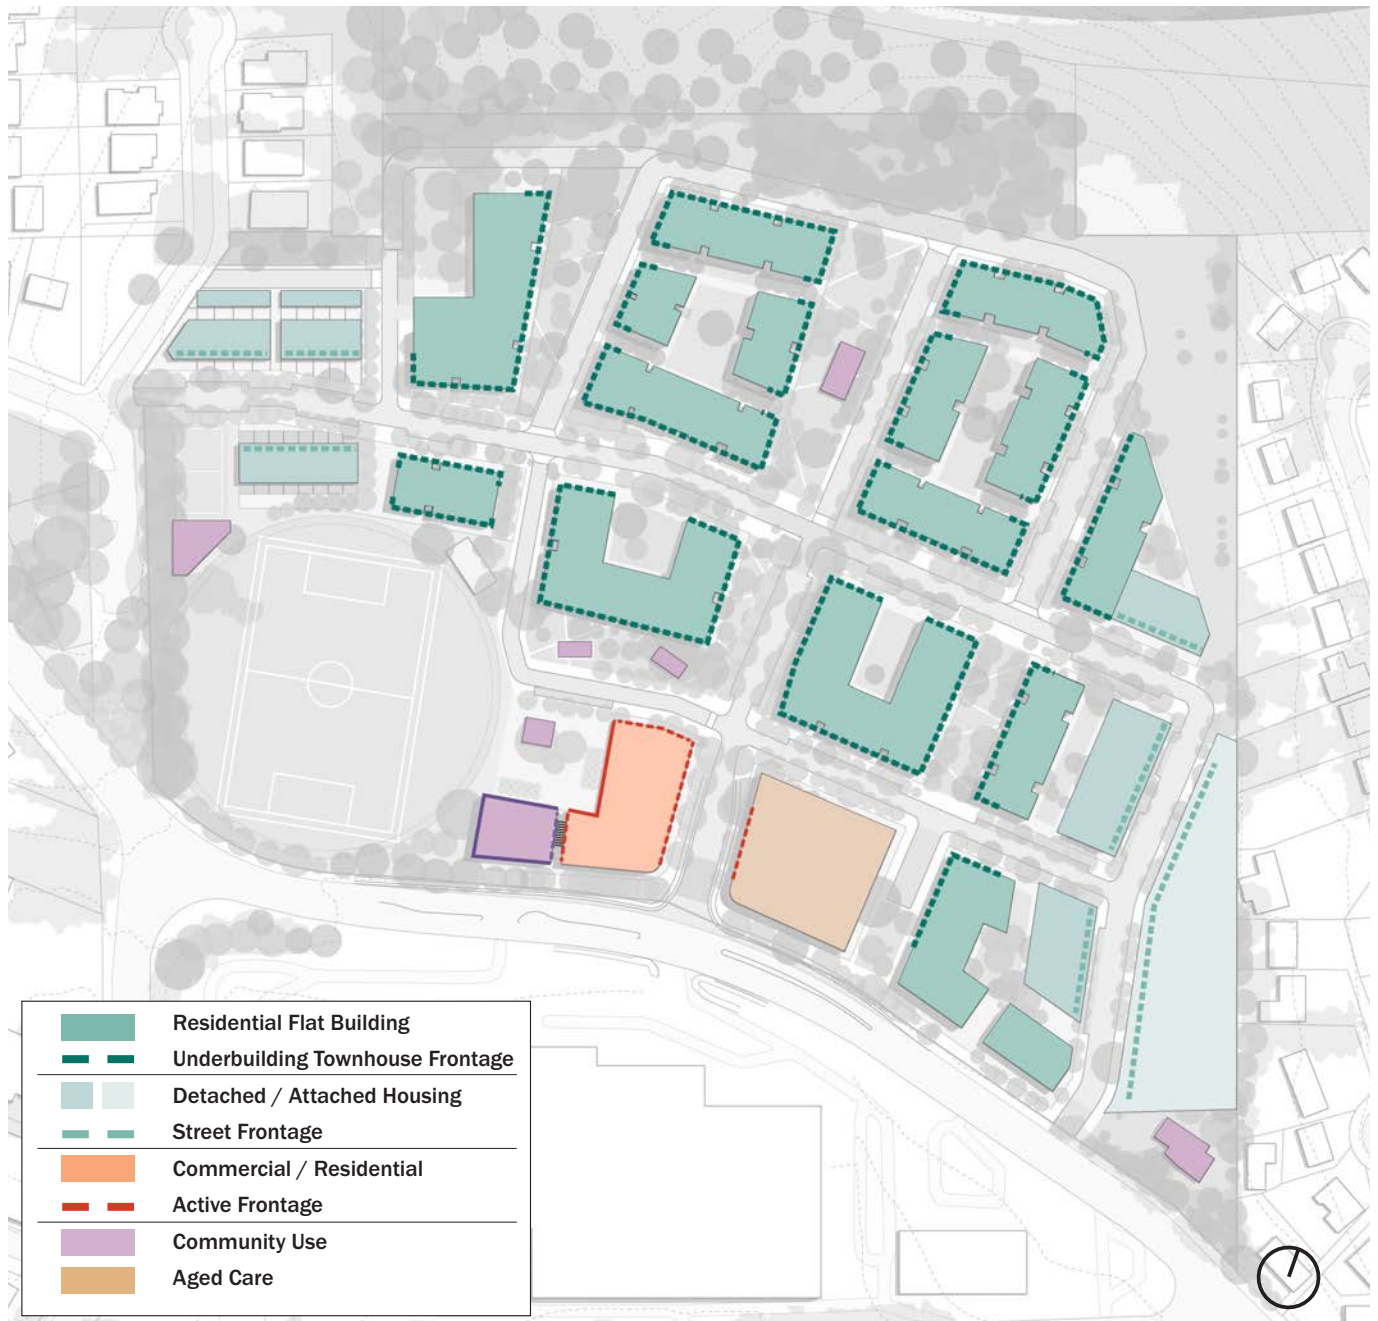 Residential Flat Building
Underbuilding Townhouse Frontage
Detached / Attached Housing
Street Frontage
Commercial / Residential
Active Frontage
Community Use
Aged Care